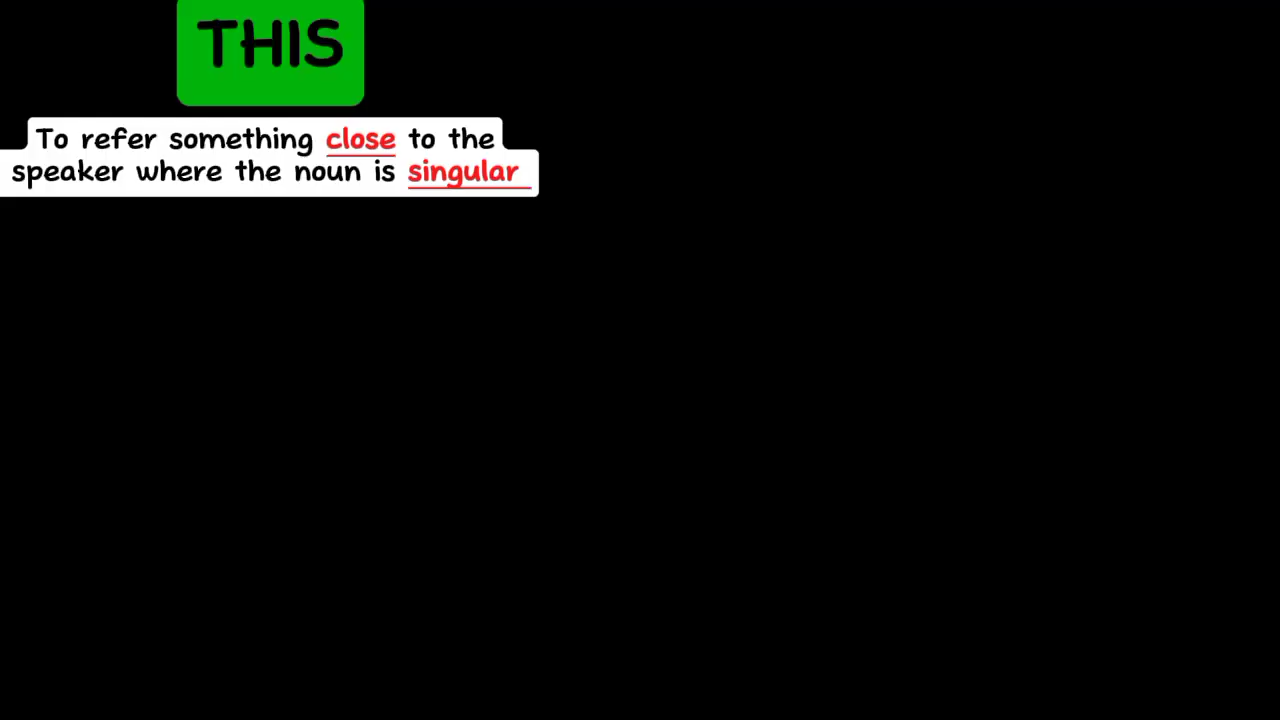 THIS
To refer something close to the
speaker where the noun is singular